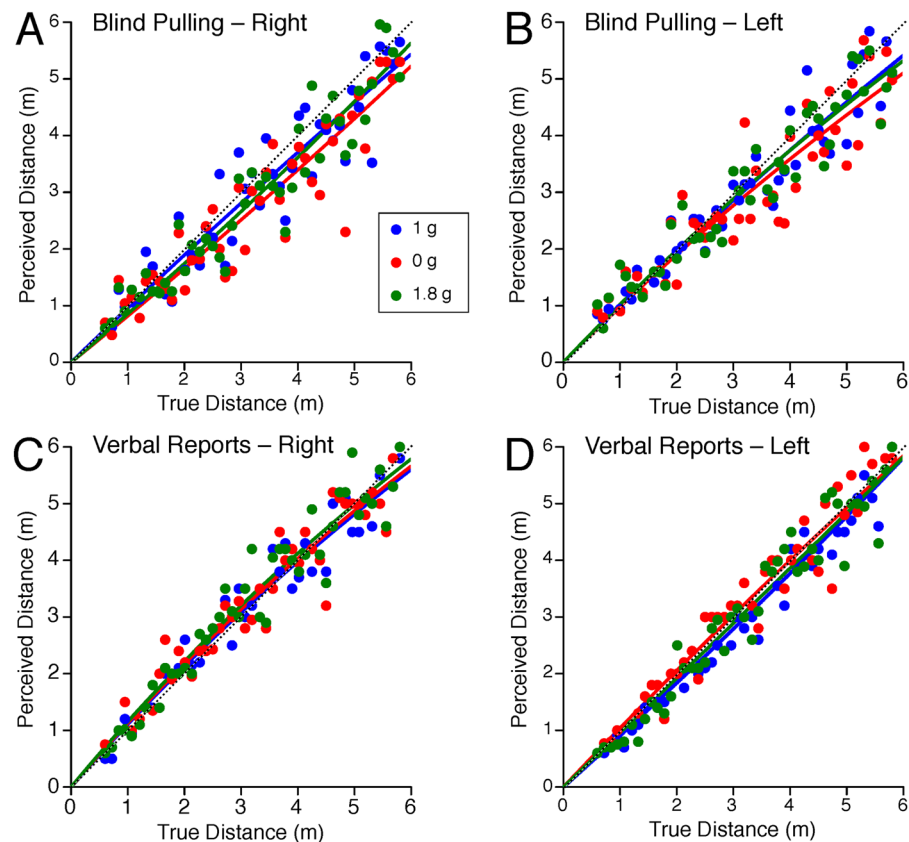 A
Blind Pulling – Right
6
5
4
3
2
1
0
Perceived Distance (m)
0 1 2 3 4 5 6
True Distance (m)
1 g
0 g
1.8 g
B
Blind Pulling – Left
6
5
4
3
2
1
0
Perceived Distance (m)
0 1 2 3 4 5 6
True Distance (m)
C
Verbal Reports – Right
6
5
4
3
2
1
0
Perceived Distance (m)
0 1 2 3 4 5 6
True Distance (m)
D
Verbal Reports – Left
6
5
4
3
2
1
0
Perceived Distance (m)
0 1 2 3 4 5 6
True Distance (m)